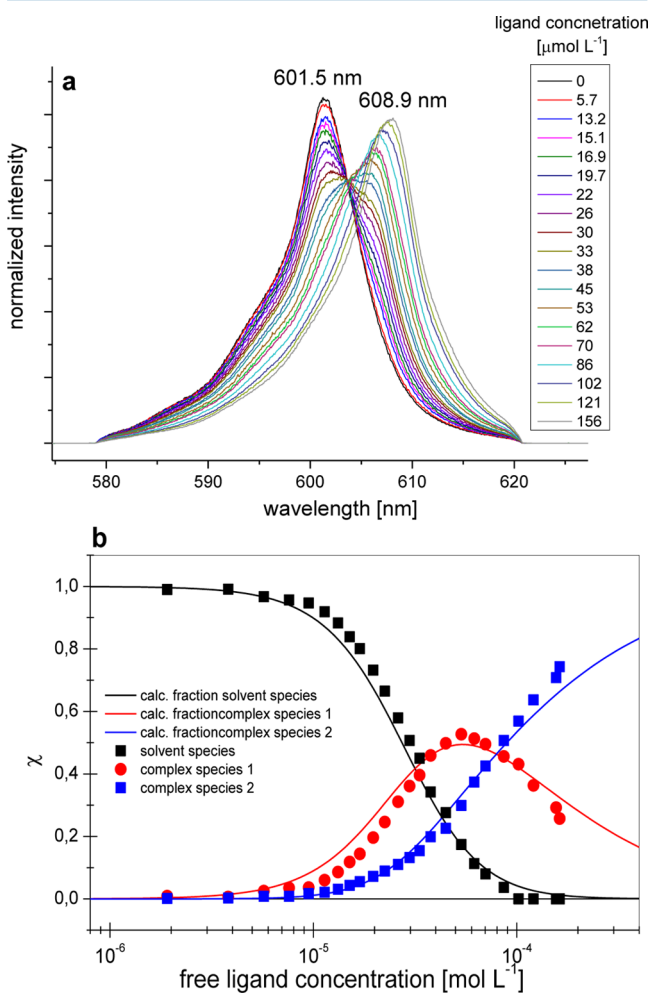 ligand concnetration
[µmol L⁻¹]
a
601.5 nm
608.9 nm
0
5.7
13.2
15.1
16.9
19.7
22
26
30
33
38
45
53
62
70
86
102
121
156
normalized intensity
580
590
600
610
620
wavelength [nm]
b
1,0
0,8
0,6
0,4
0,2
0,0
χ
calc. fraction solvent species
calc. fractioncomplex species 1
calc. fractioncomplex species 2
solvent species
complex species 1
complex species 2
10⁻⁶
10⁻⁵
10⁻⁴
free ligand concentration [mol L⁻¹]